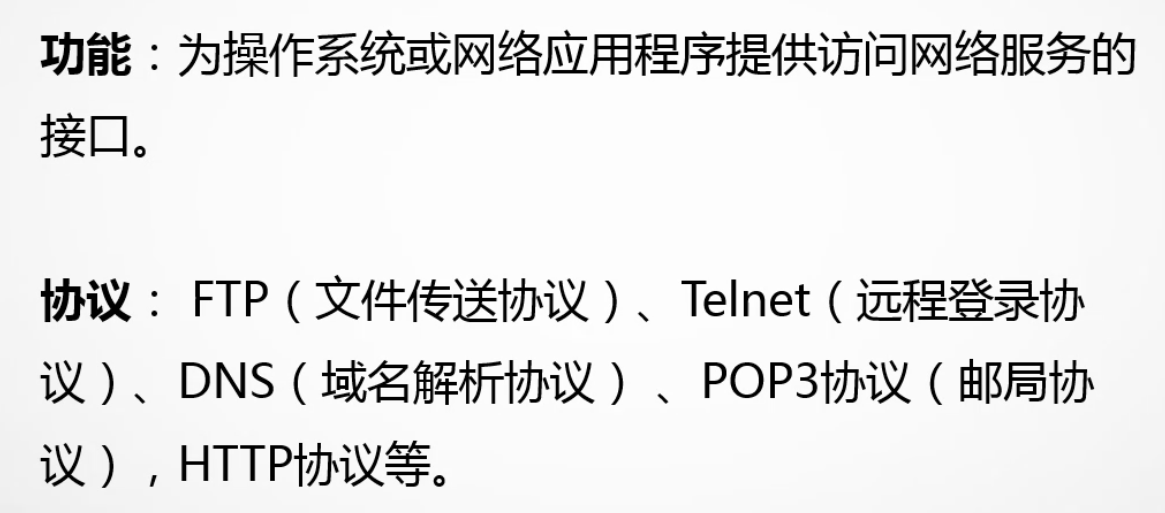 功能：为操作系统或网络应用程序提供访问网络服务的
接口。
协议： FTP（文件传送协议）、Telnet（远程登录协
议）、DNS（域名解析协议） 、POP3协议（邮局协
议），HTTP协议等。